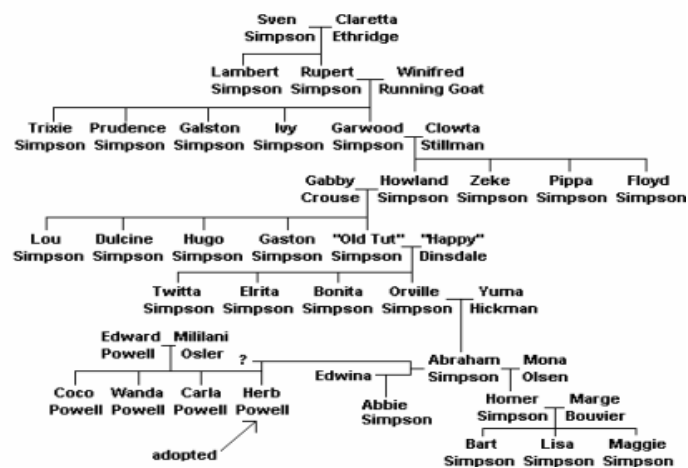 Sven Claretta
Simpson Ethridge
Lambert Rupert Winifred
Simpson Simpson Running Goat
Trixie Prudence Galston Ivy Garwood Clowta
Simpson Simpson Simpson Simpson Simpson Stillman
Gabby Howland Zeke Pippa Floyd
Crouse Simpson Simpson Simpson Simpson
Lou Dulcine Hugo Gaston "Old Tut" "Happy"
Simpson Simpson Simpson Simpson Simpson Dinsdale
Twitta Elrita Bonita Orville Yuma
Simpson Simpson Simpson Simpson Hickman
Edward Mililani
Powell Osler
? Abraham Mona
Edwina Simpson Olsen
Coco Wanda Carla Herb
Powell Powell Powell Powell
Abbie
Simpson
Homer Marge
Simpson Bouvier
adopted
Bart Lisa Maggie
Simpson Simpson Simpson